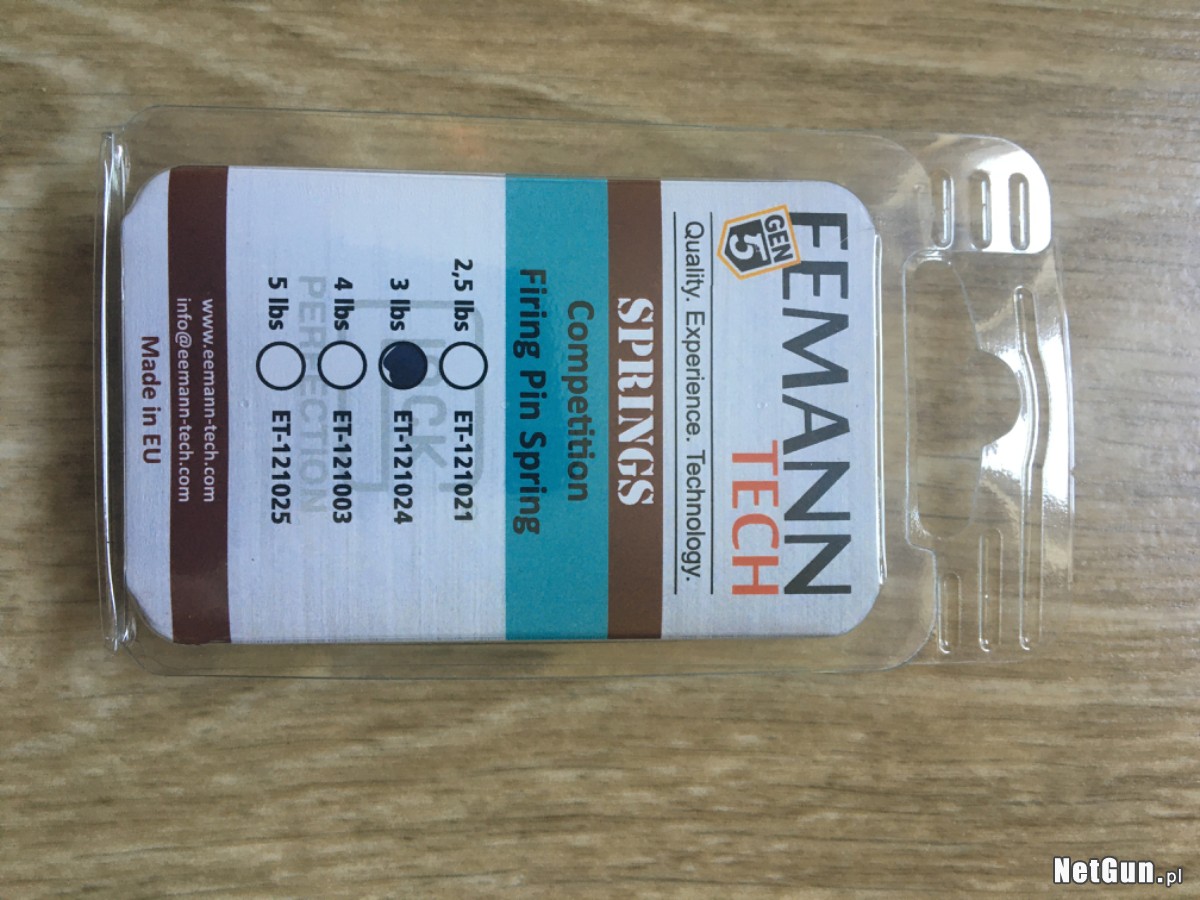 EEMANN
TECH
GEN
5
Quality. Experience. Technology.
SPRINGS
Competition
Firing Pin Spring
2,5 lbs ET-121021
3 lbs ET-121024
4 lbs ET-121003
5 lbs ET-121025
PERFECTION
www.eemann-tech.com
info@eemann-tech.com
Made in EU
NetGun.pl